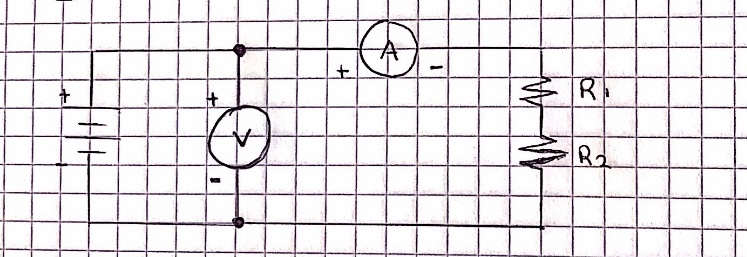 A
+ -
+ + R1
V
- - R2